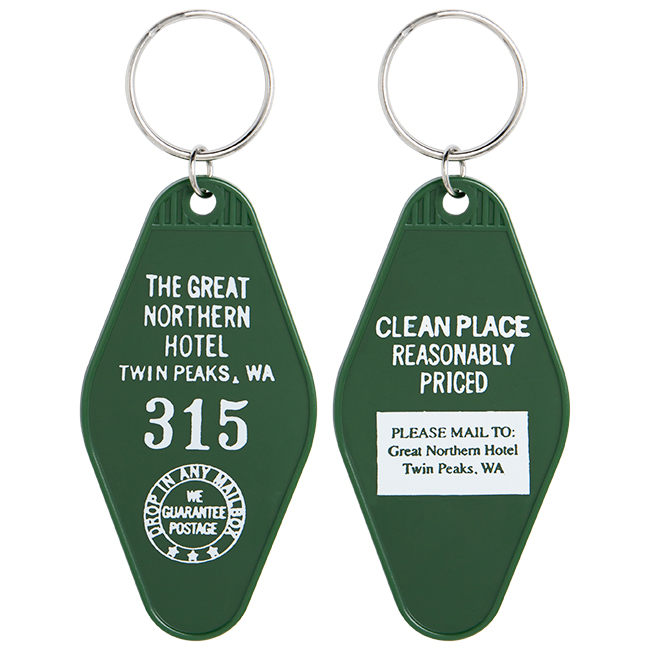 THE GREAT
NORTHERN
HOTEL
TWIN PEAKS, WA
315
DROP IN ANY MAILBOX
WE
GUARANTEE
POSTAGE
CLEAN PLACE
REASONABLY
PRICED
PLEASE MAIL TO:
Great Northern Hotel
Twin Peaks, WA